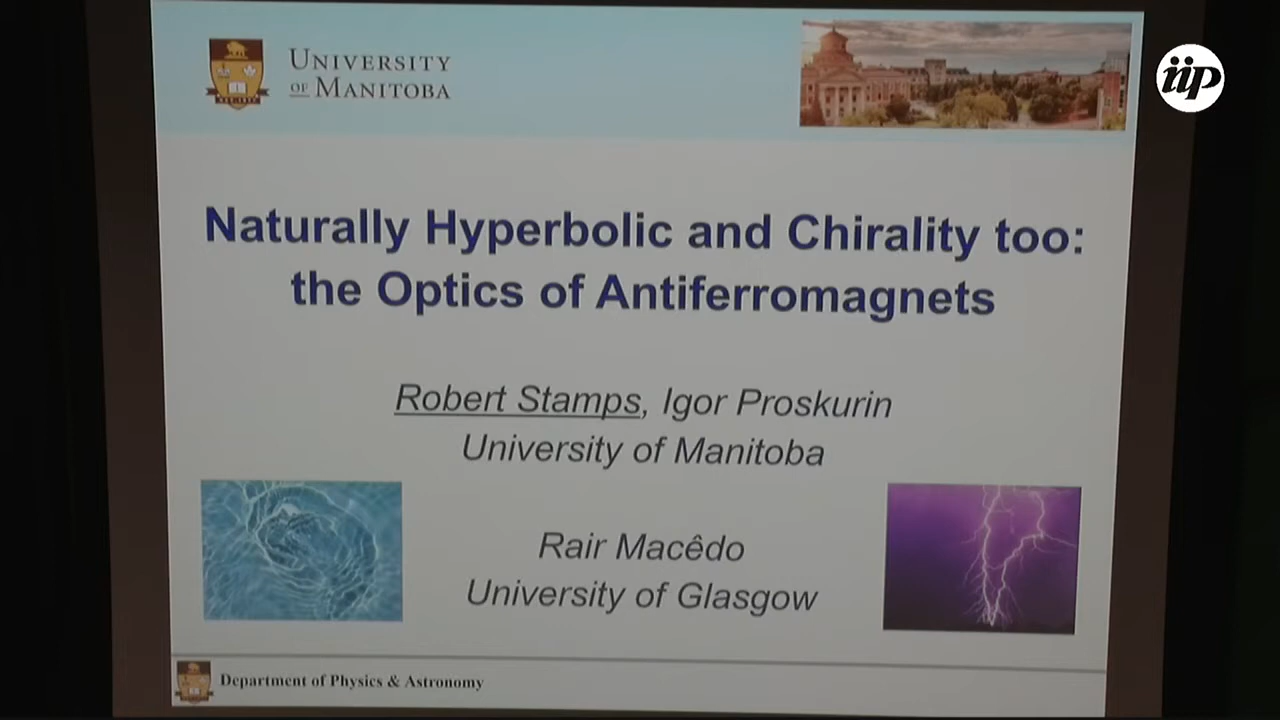 University
of Manitoba
iip
Naturally Hyperbolic and Chirality too:
the Optics of Antiferromagnets
Robert Stamps, Igor Proskurin
University of Manitoba
Rair Macêdo
University of Glasgow
Department of Physics & Astronomy